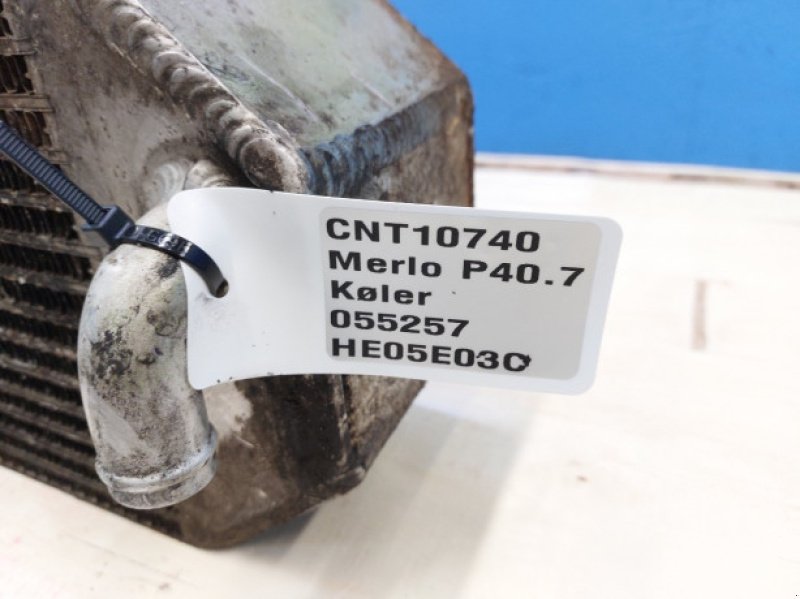 CNT10740
Merlo P40.7
Køler
055257
HE05E03C